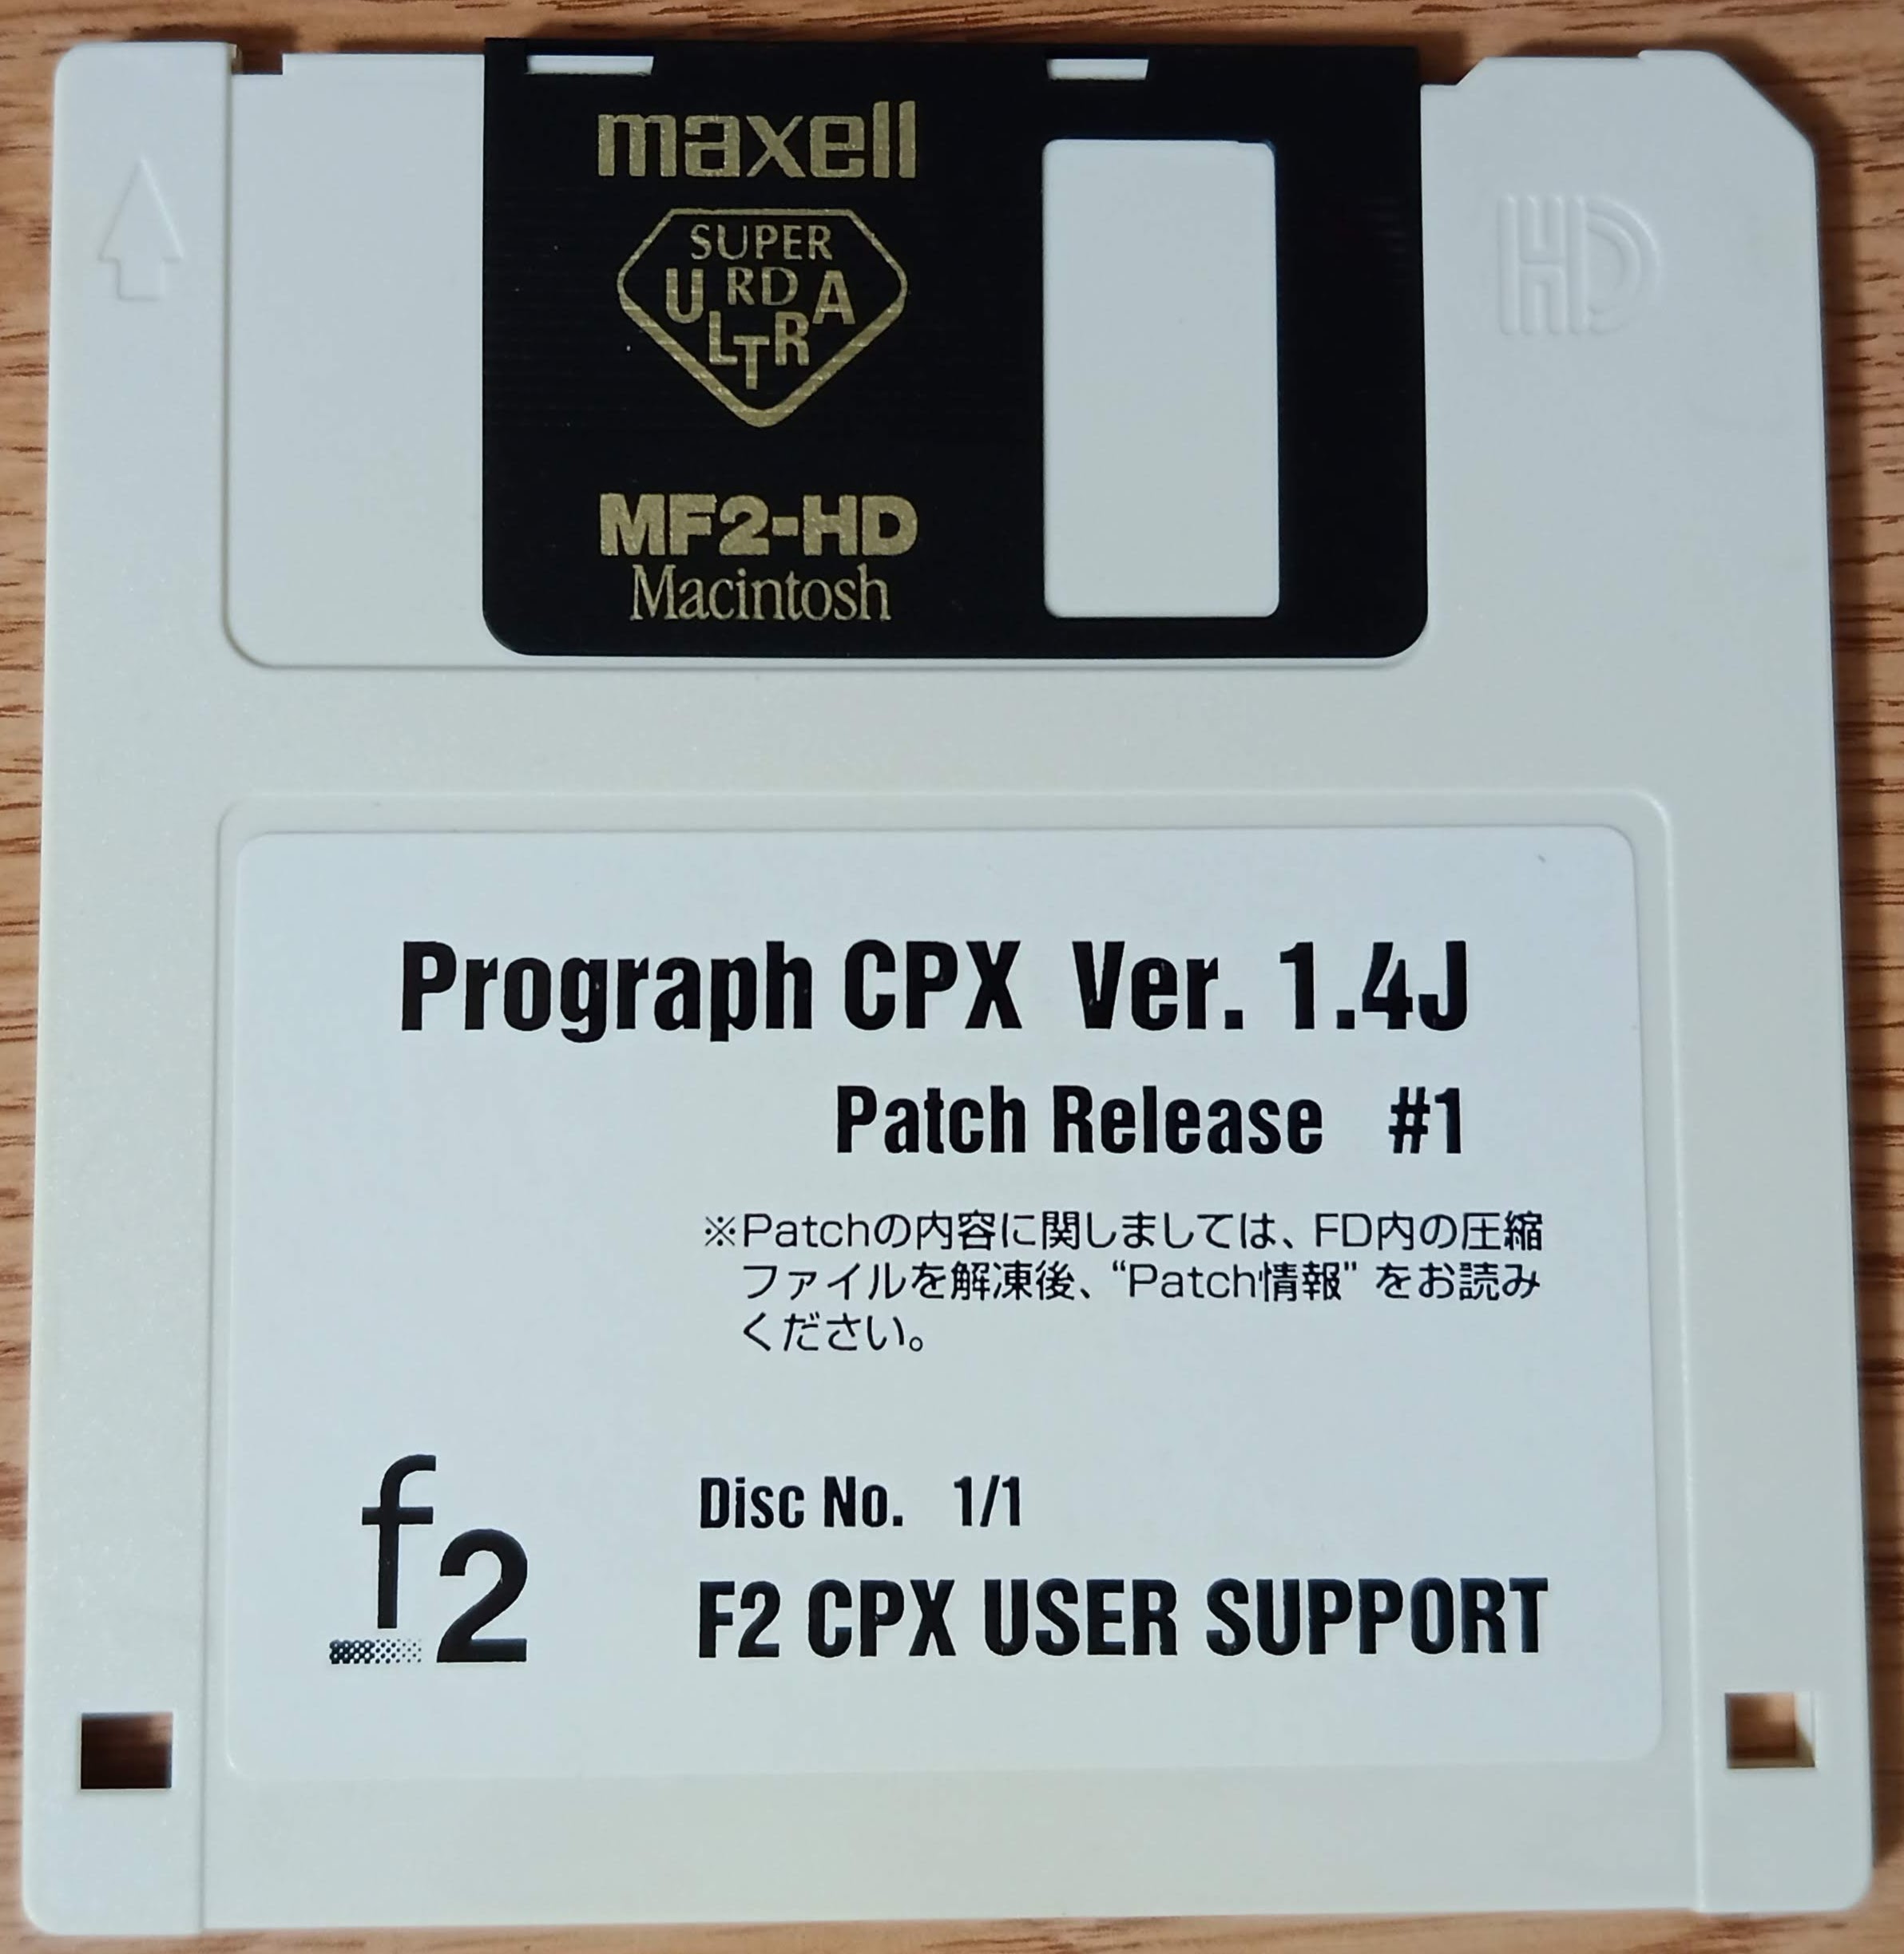 maxell
SUPER
RD
ULTRA
MF2-HD
Macintosh
HD
Prograph CPX Ver. 1.4J
Patch Release #1
※Patchの内容に関しましては、FD内の圧縮
ファイルを解凍後、“Patch情報”をお読み
ください。
f2
Disc No. 1/1
F2 CPX USER SUPPORT